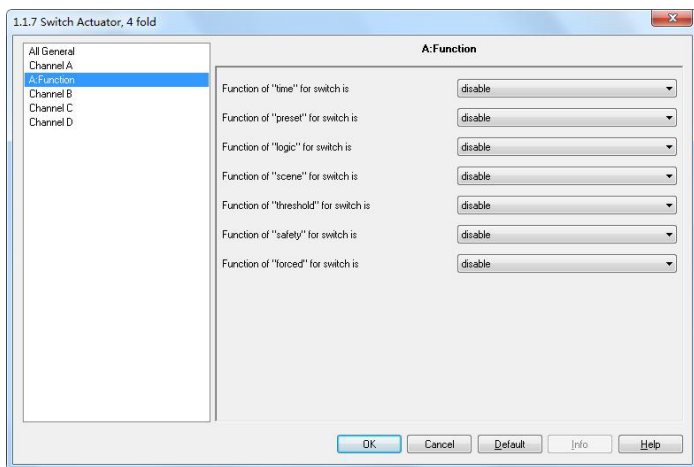 1.1.7 Switch Actuator, 4 fold
All General
Channel A
A:Function
Channel B
Channel C
Channel D
A:Function
Function of "time" for switch is disable
Function of "preset" for switch is disable
Function of "logic" for switch is disable
Function of "scene" for switch is disable
Function of "threshold" for switch is disable
Function of "safety" for switch is disable
Function of "forced" for switch is disable
OK Cancel Default Info Help